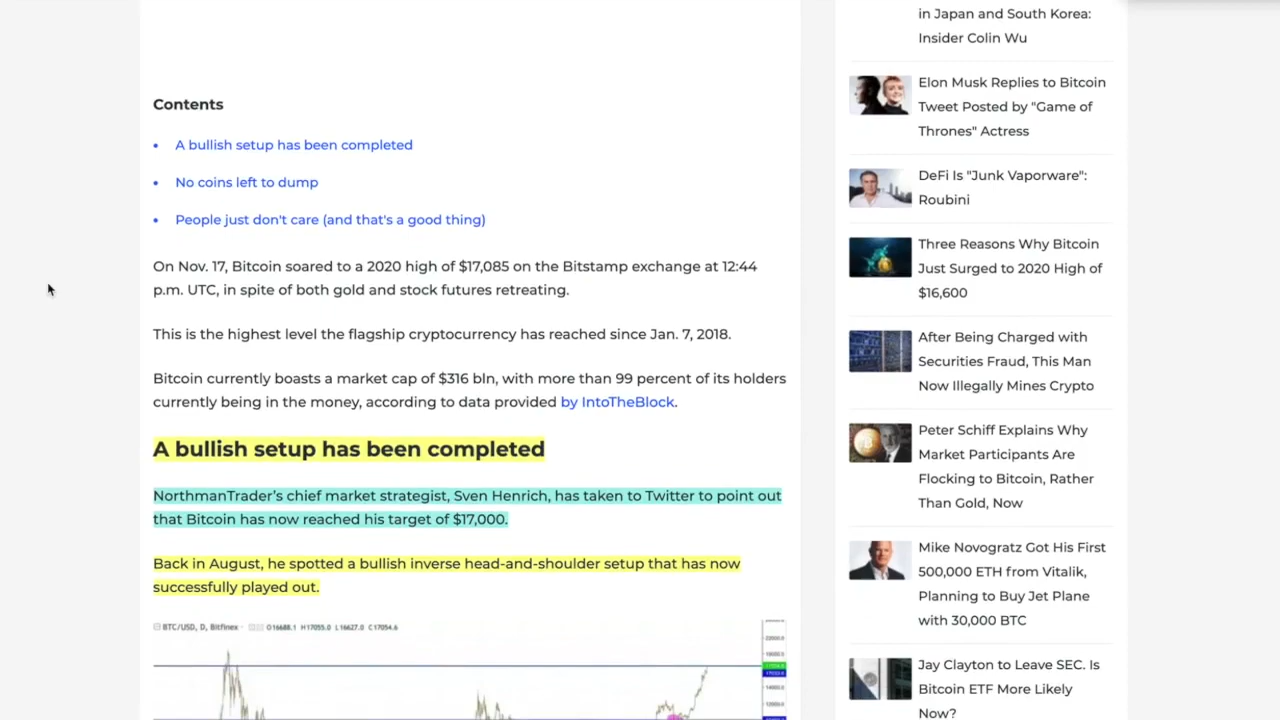 Contents
A bullish setup has been completed
No coins left to dump
People just don't care (and that's a good thing)
On Nov. 17, Bitcoin soared to a 2020 high of $17,085 on the Bitstamp exchange at 12:44
p.m. UTC, in spite of both gold and stock futures retreating.
This is the highest level the flagship cryptocurrency has reached since Jan. 7, 2018.
Bitcoin currently boasts a market cap of $316 bln, with more than 99 percent of its holders
currently being in the money, according to data provided by IntoTheBlock.
A bullish setup has been completed
NorthmanTrader's chief market strategist, Sven Henrich, has taken to Twitter to point out
that Bitcoin has now reached his target of $17,000.
Back in August, he spotted a bullish inverse head-and-shoulder setup that has now
successfully played out.
BTC/USD, D, Bitfinex
O16688.1 H17055.0 L16627.0 C17054.6
in Japan and South Korea:
Insider Colin Wu
Elon Musk Replies to Bitcoin
Tweet Posted by "Game of
Thrones" Actress
DeFi Is "Junk Vaporware":
Roubini
Three Reasons Why Bitcoin
Just Surged to 2020 High of
$16,600
After Being Charged with
Securities Fraud, This Man
Now Illegally Mines Crypto
Peter Schiff Explains Why
Market Participants Are
Flocking to Bitcoin, Rather
Than Gold, Now
Mike Novogratz Got His First
500,000 ETH from Vitalik,
Planning to Buy Jet Plane
with 30,000 BTC
Jay Clayton to Leave SEC. Is
Bitcoin ETF More Likely
Now?